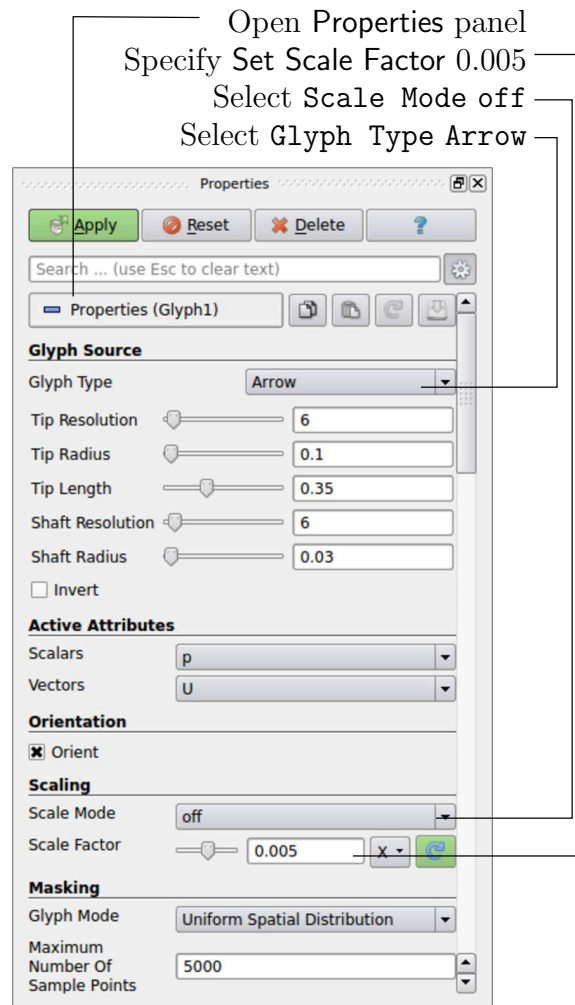 Open Properties panel
Specify Set Scale Factor 0.005
Select Scale Mode off
Select Glyph Type Arrow
Properties
Apply Reset Delete ?
Search ... (use Esc to clear text)
Properties (Glyph1)
Glyph Source
Glyph Type Arrow
Tip Resolution 6
Tip Radius 0.1
Tip Length 0.35
Shaft Resolution 6
Shaft Radius 0.03
Invert
Active Attributes
Scalars p
Vectors U
Orientation
Orient
Scaling
Scale Mode off
Scale Factor 0.005 X
Masking
Glyph Mode Uniform Spatial Distribution
Maximum
Number Of 5000
Sample Points